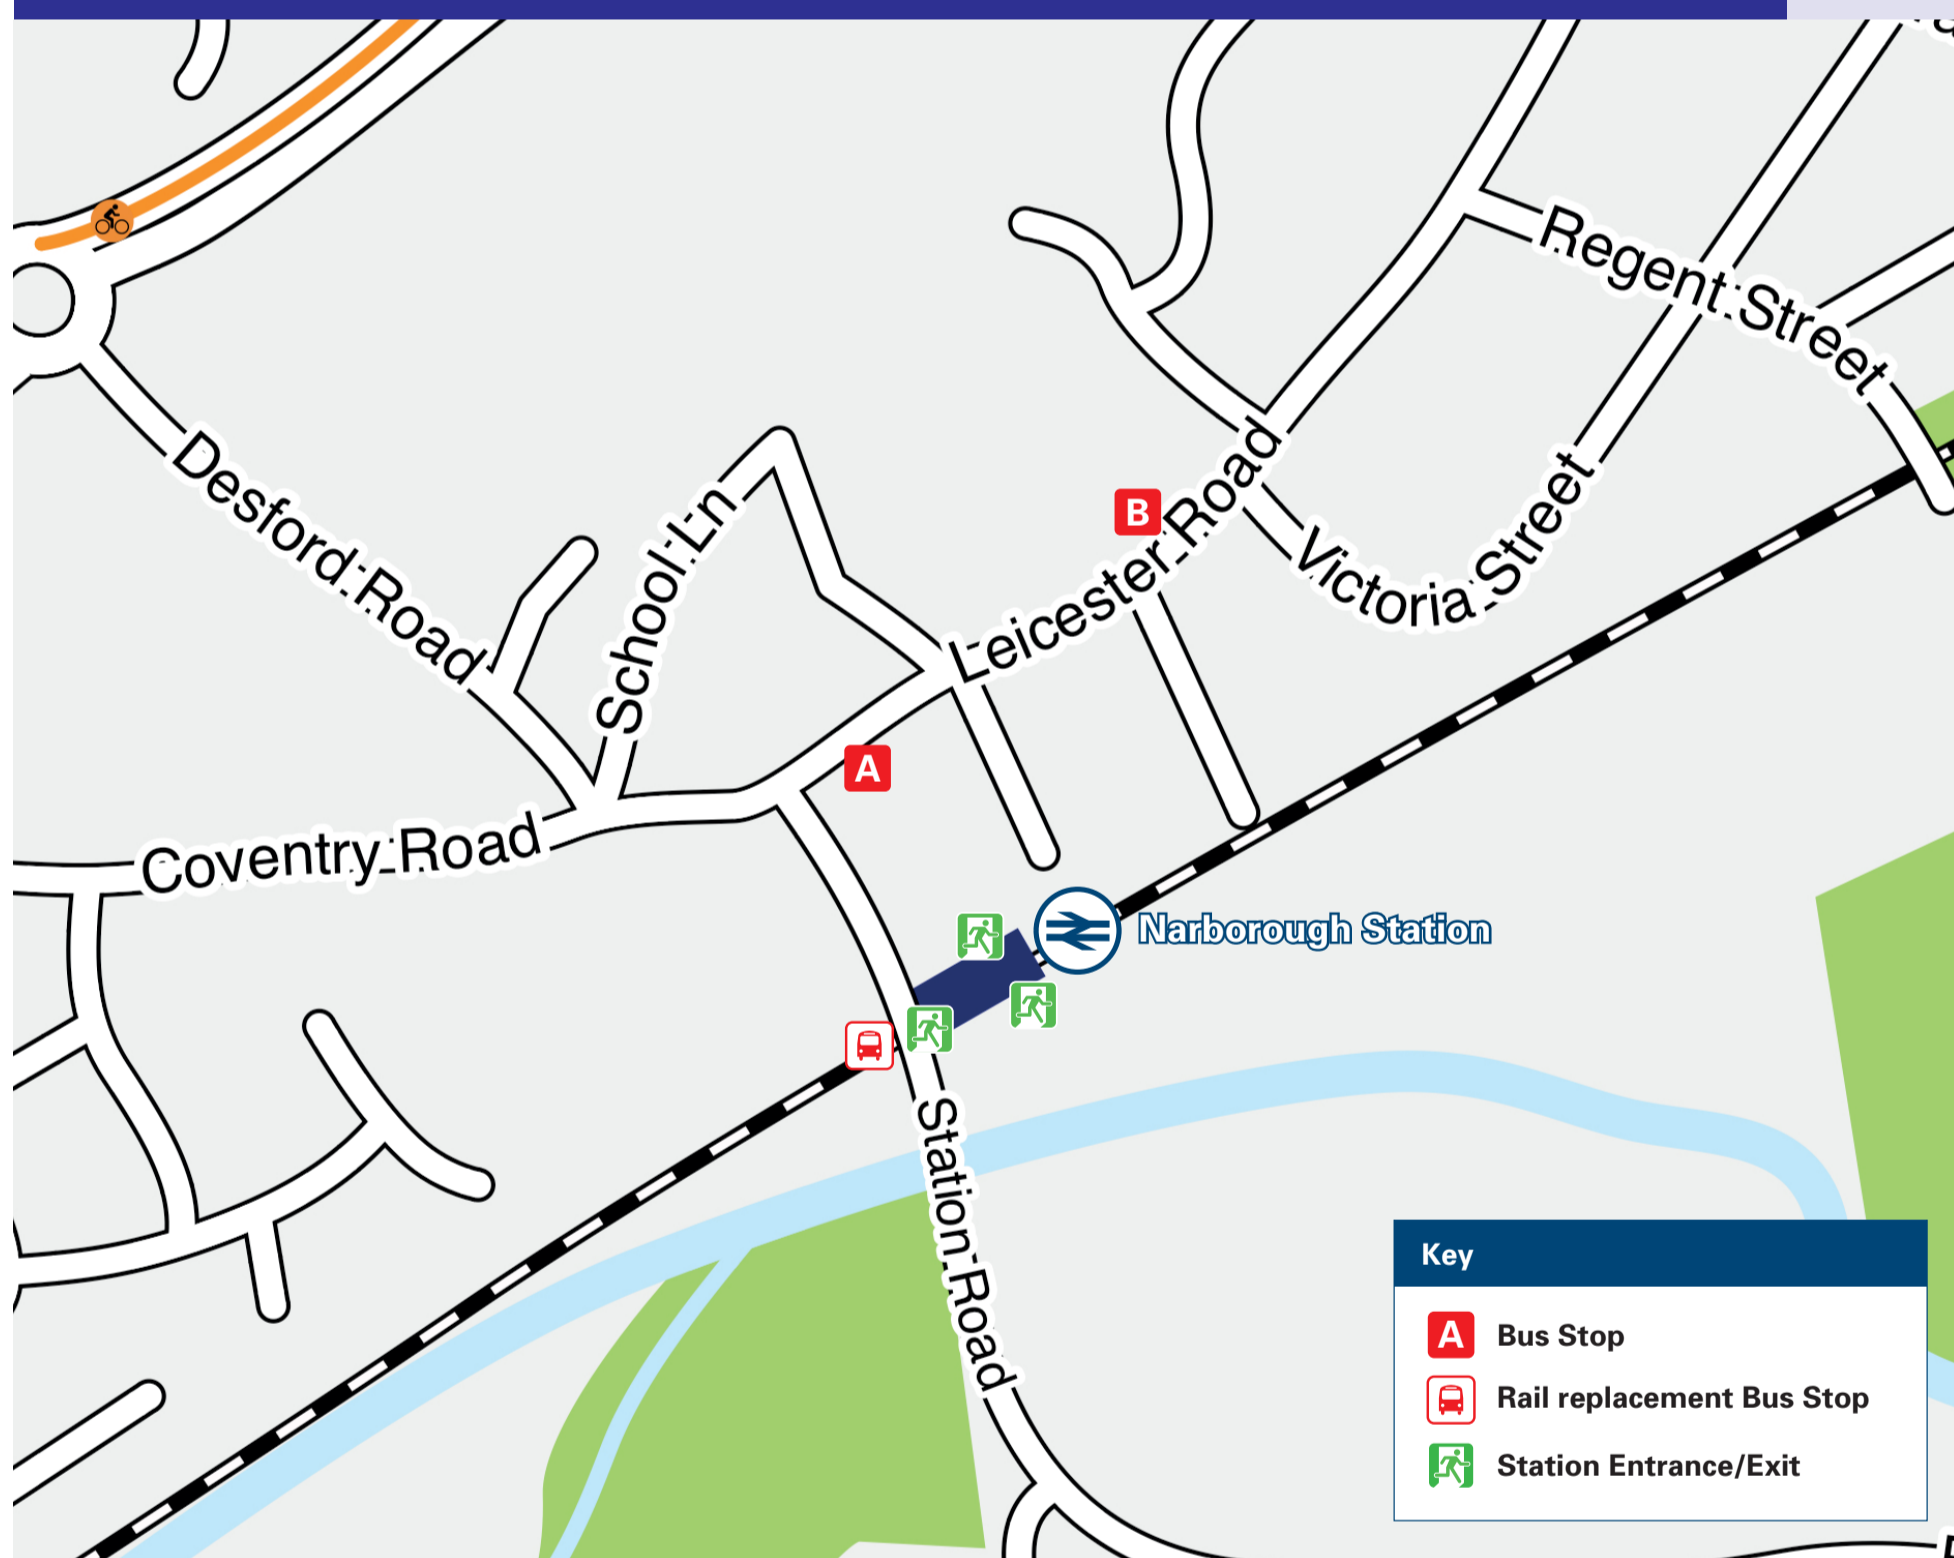 Regent Street
Desford Road
School Ln
B
Leicester Road
Victoria Street
A
Coventry Road
Narborough Station
Station Road
Key
A Bus Stop
Rail replacement Bus Stop
Station Entrance/Exit